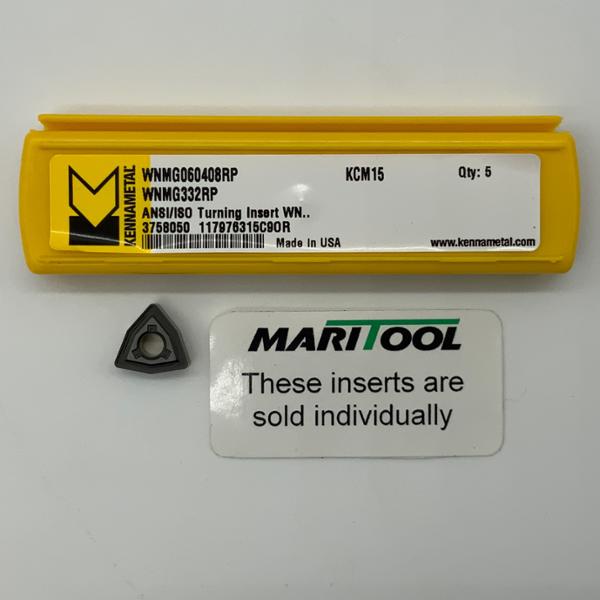 KENNAMETAL
WNMG060408RP KCM15 Qty: 5
WNMG332RP
ANSI/ISO Turning Insert WN..
3758050 117976315C9OR
Made in USA www.kennametal.com
MARITOOL
These inserts are
sold individually